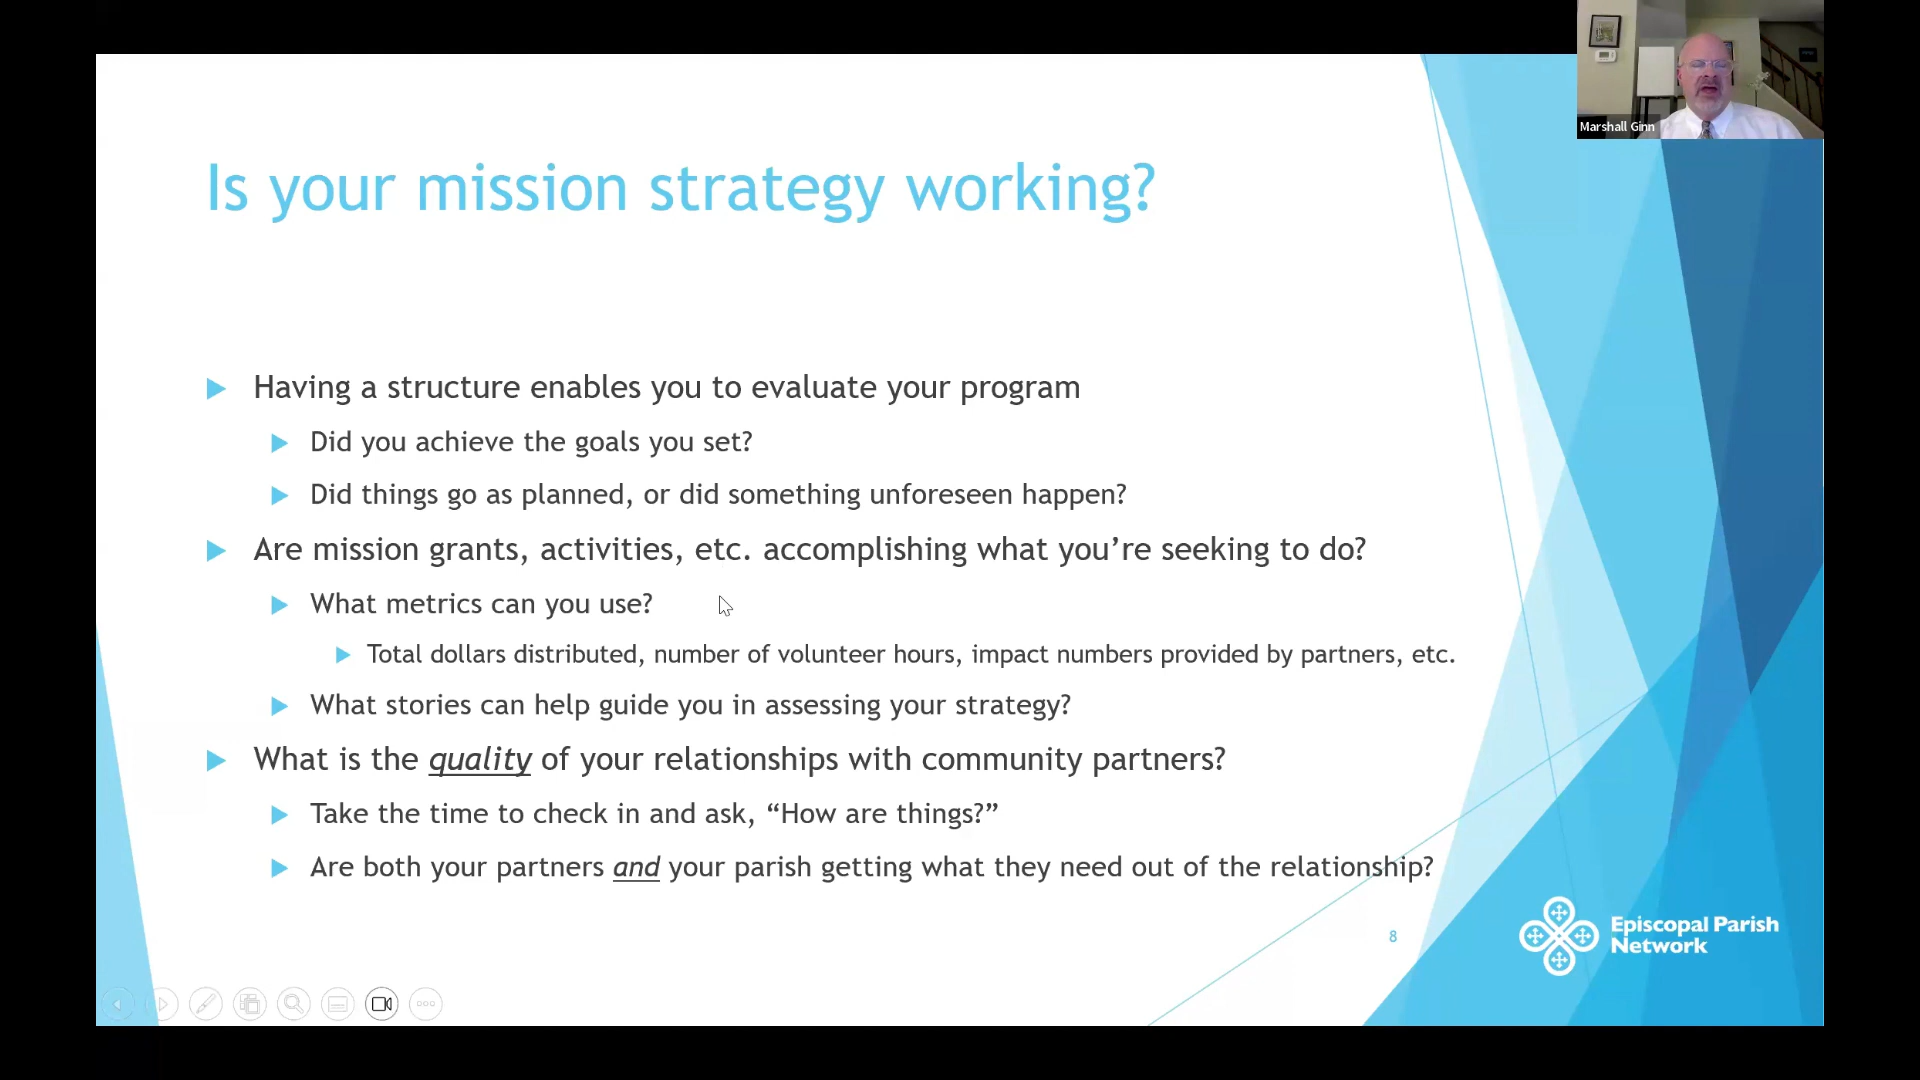 Marshall Ginn
Is your mission strategy working?
Having a structure enables you to evaluate your program
Did you achieve the goals you set?
Did things go as planned, or did something unforeseen happen?
Are mission grants, activities, etc. accomplishing what you’re seeking to do?
What metrics can you use?
Total dollars distributed, number of volunteer hours, impact numbers provided by partners, etc.
What stories can help guide you in assessing your strategy?
What is the quality of your relationships with community partners?
Take the time to check in and ask, “How are things?”
Are both your partners and your parish getting what they need out of the relationship?
8
Episcopal Parish
Network